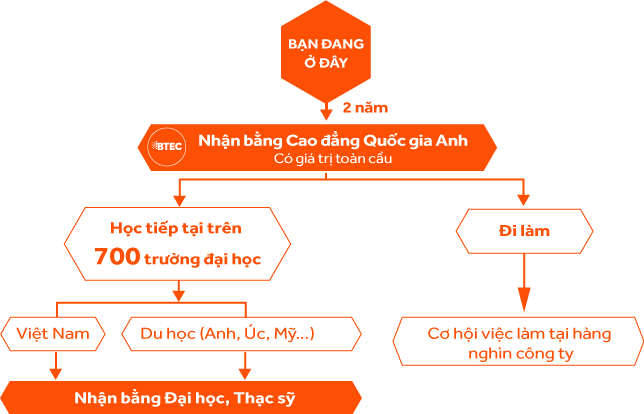 BẠN ĐANG
Ở ĐÂY
2 năm
BTEC
Nhận bằng Cao đẳng Quốc gia Anh
Có giá trị toàn cầu
Học tiếp tại trên
700 trường đại học
Đi làm
Việt Nam
Du học (Anh, Úc, Mỹ...)
Cơ hội việc làm tại hàng
nghìn công ty
Nhận bằng Đại học, Thạc sỹ